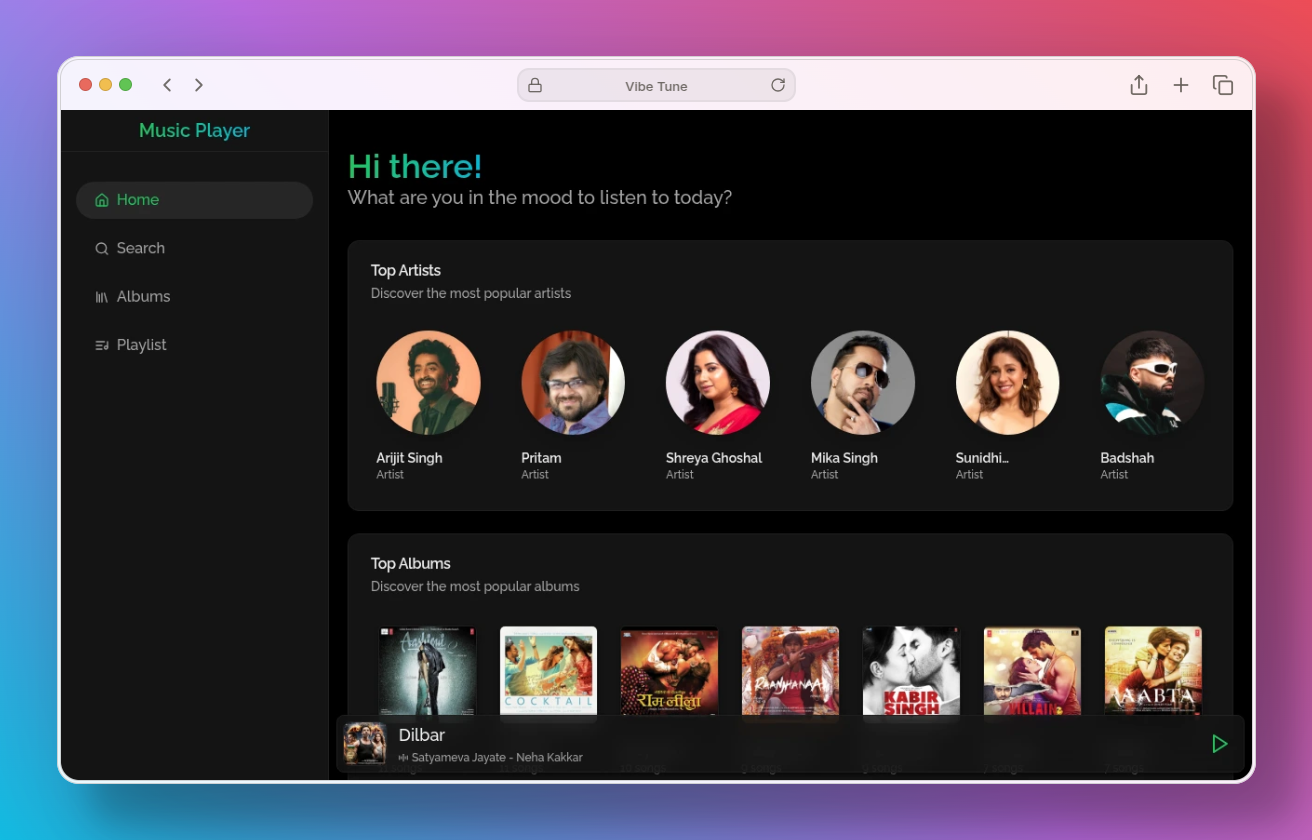 Vibe Tune
Music Player
Home
Search
Albums
Playlist
Hi there!
What are you in the mood to listen to today?
Top Artists
Discover the most popular artists
Arijit Singh
Artist
Pritam
Artist
Shreya Ghoshal
Artist
Mika Singh
Artist
Sunidhi...
Artist
Badshah
Artist
Top Albums
Discover the most popular albums
Aashiqui
COCKTAIL
राम-लीला
RAANJHANAA
KABIR
SINGH
VILLAIN
RAABTA
Dilbar
Satyameva Jayate - Neha Kakkar